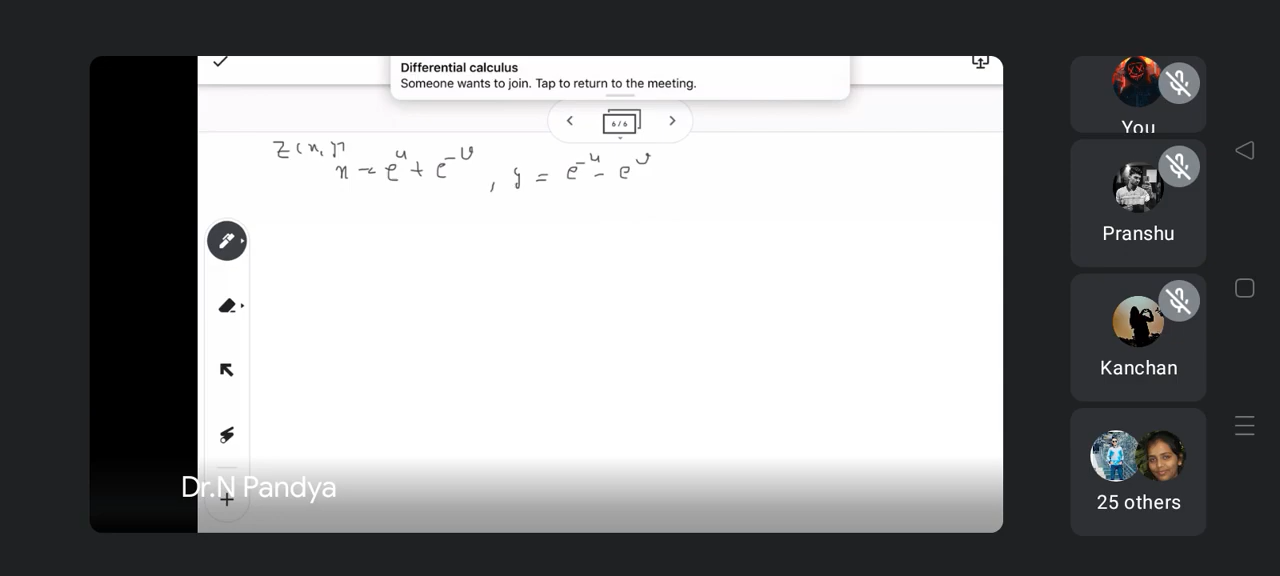 Differential calculus
Someone wants to join. Tap to return to the meeting.
6/6
z(x,y)
x = e^u + e^-v , y = e^-u - e^v
Dr.N Pandya
You
Pranshu
Kanchan
25 others